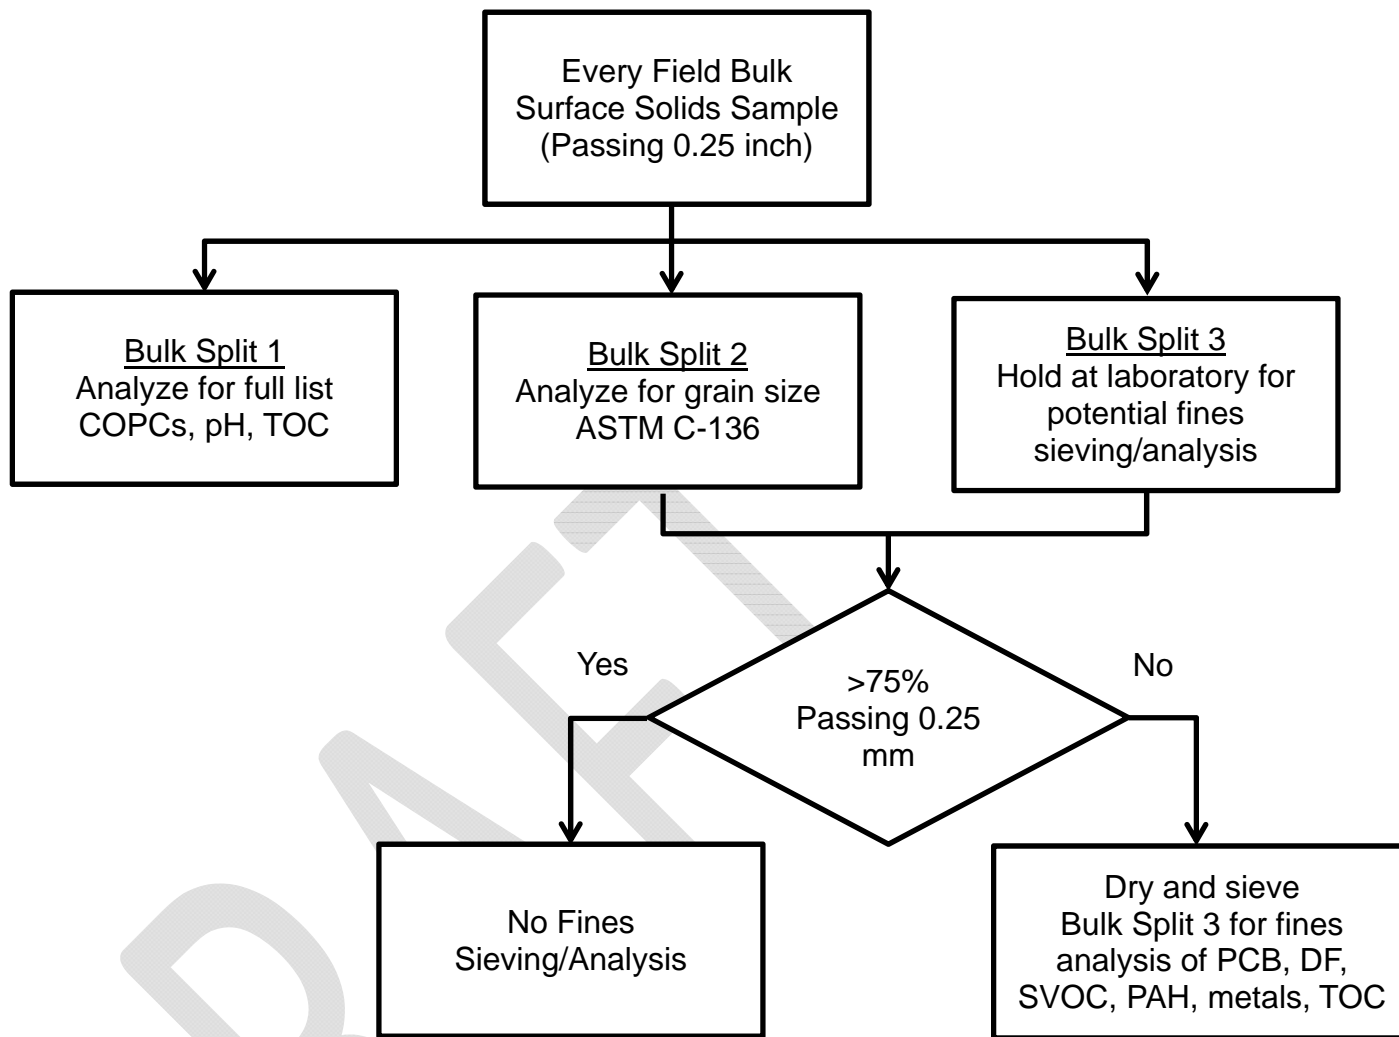 Every Field Bulk
Surface Solids Sample
(Passing 0.25 inch)
Bulk Split 1
Analyze for full list
COPCs, pH, TOC
Bulk Split 2
Analyze for grain size
ASTM C-136
Bulk Split 3
Hold at laboratory for
potential fines
sieving/analysis
Yes
>75%
Passing 0.25
mm
No
No Fines
Sieving/Analysis
Dry and sieve
Bulk Split 3 for fines
analysis of PCB, DF,
SVOC, PAH, metals, TOC
DRAFT